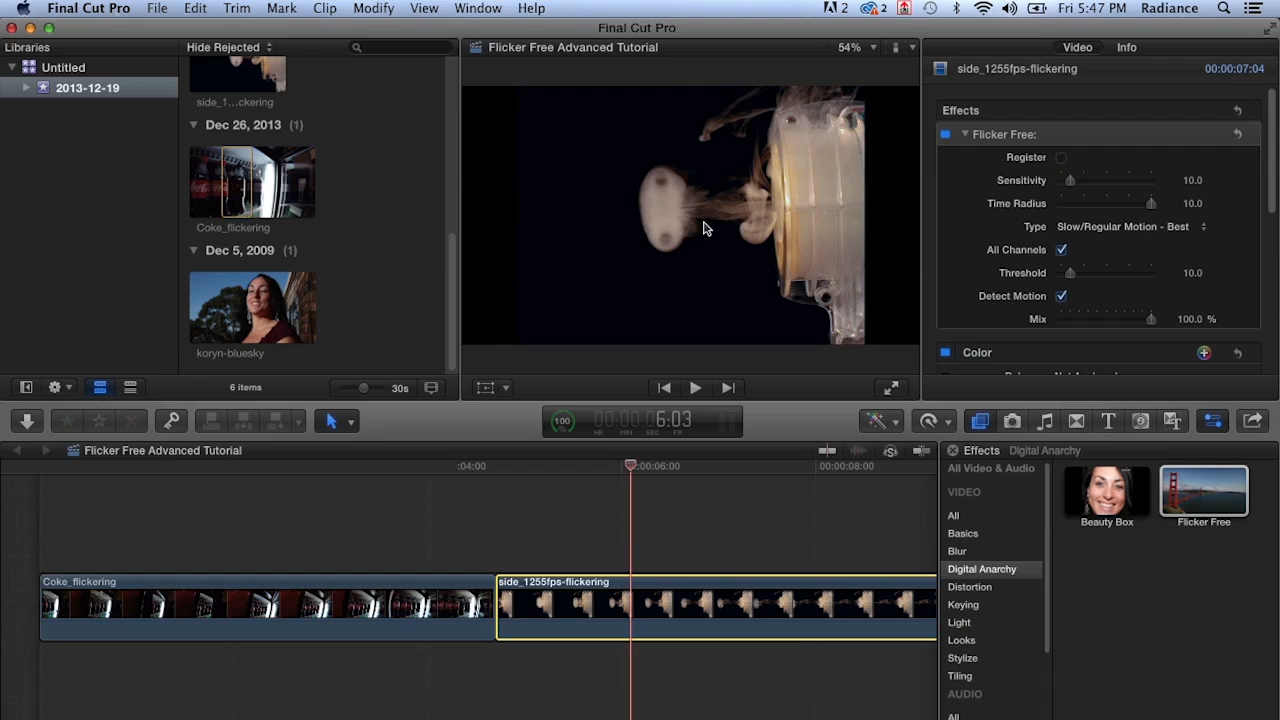 Final Cut Pro File Edit Trim Mark Clip Modify View Window Help 2 2 Fri 5:47 PM Radiance
Final Cut Pro
Libraries Hide Rejected Flicker Free Advanced Tutorial 54% Video Info
Untitled
2013-12-19
side_1...ckering
Dec 26, 2013 (1)
Coke_flickering
Dec 5, 2009 (1)
koryn-bluesky
side_1255fps-flickering 00:00:07:04
Effects
Flicker Free:
Register
Sensitivity 10.0
Time Radius 10.0
Type Slow/Regular Motion - Best
All Channels
Threshold 10.0
Detect Motion
Mix 100.0 %
Color
6 items 30s
100 % 00:00:06:03
HR MIN SEC FR
Flicker Free Advanced Tutorial
:04:00 00:00:06:00 00:00:08:00
Coke_flickering side_1255fps-flickering
Effects Digital Anarchy
All Video & Audio
VIDEO
All
Basics
Blur
Digital Anarchy
Distortion
Keying
Light
Looks
Stylize
Tiling
AUDIO
All
Beauty Box Flicker Free